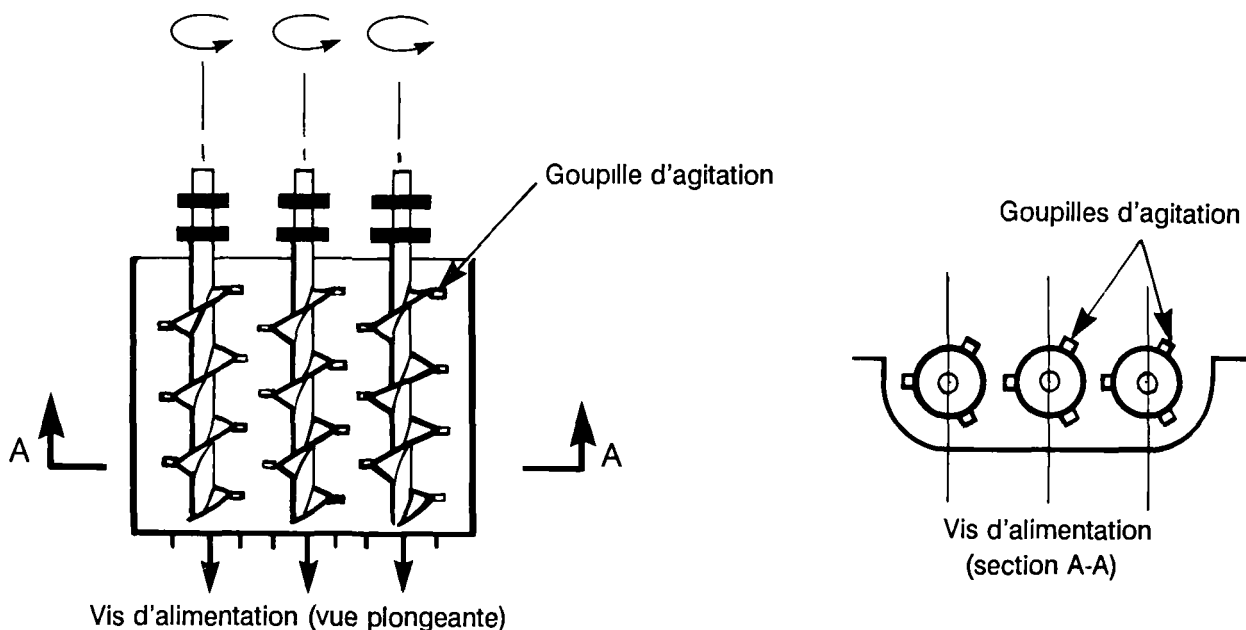 Goupille d'agitation
Goupilles d'agitation
A
A
Vis d'alimentation
(section A-A)
Vis d'alimentation (vue plongeante)